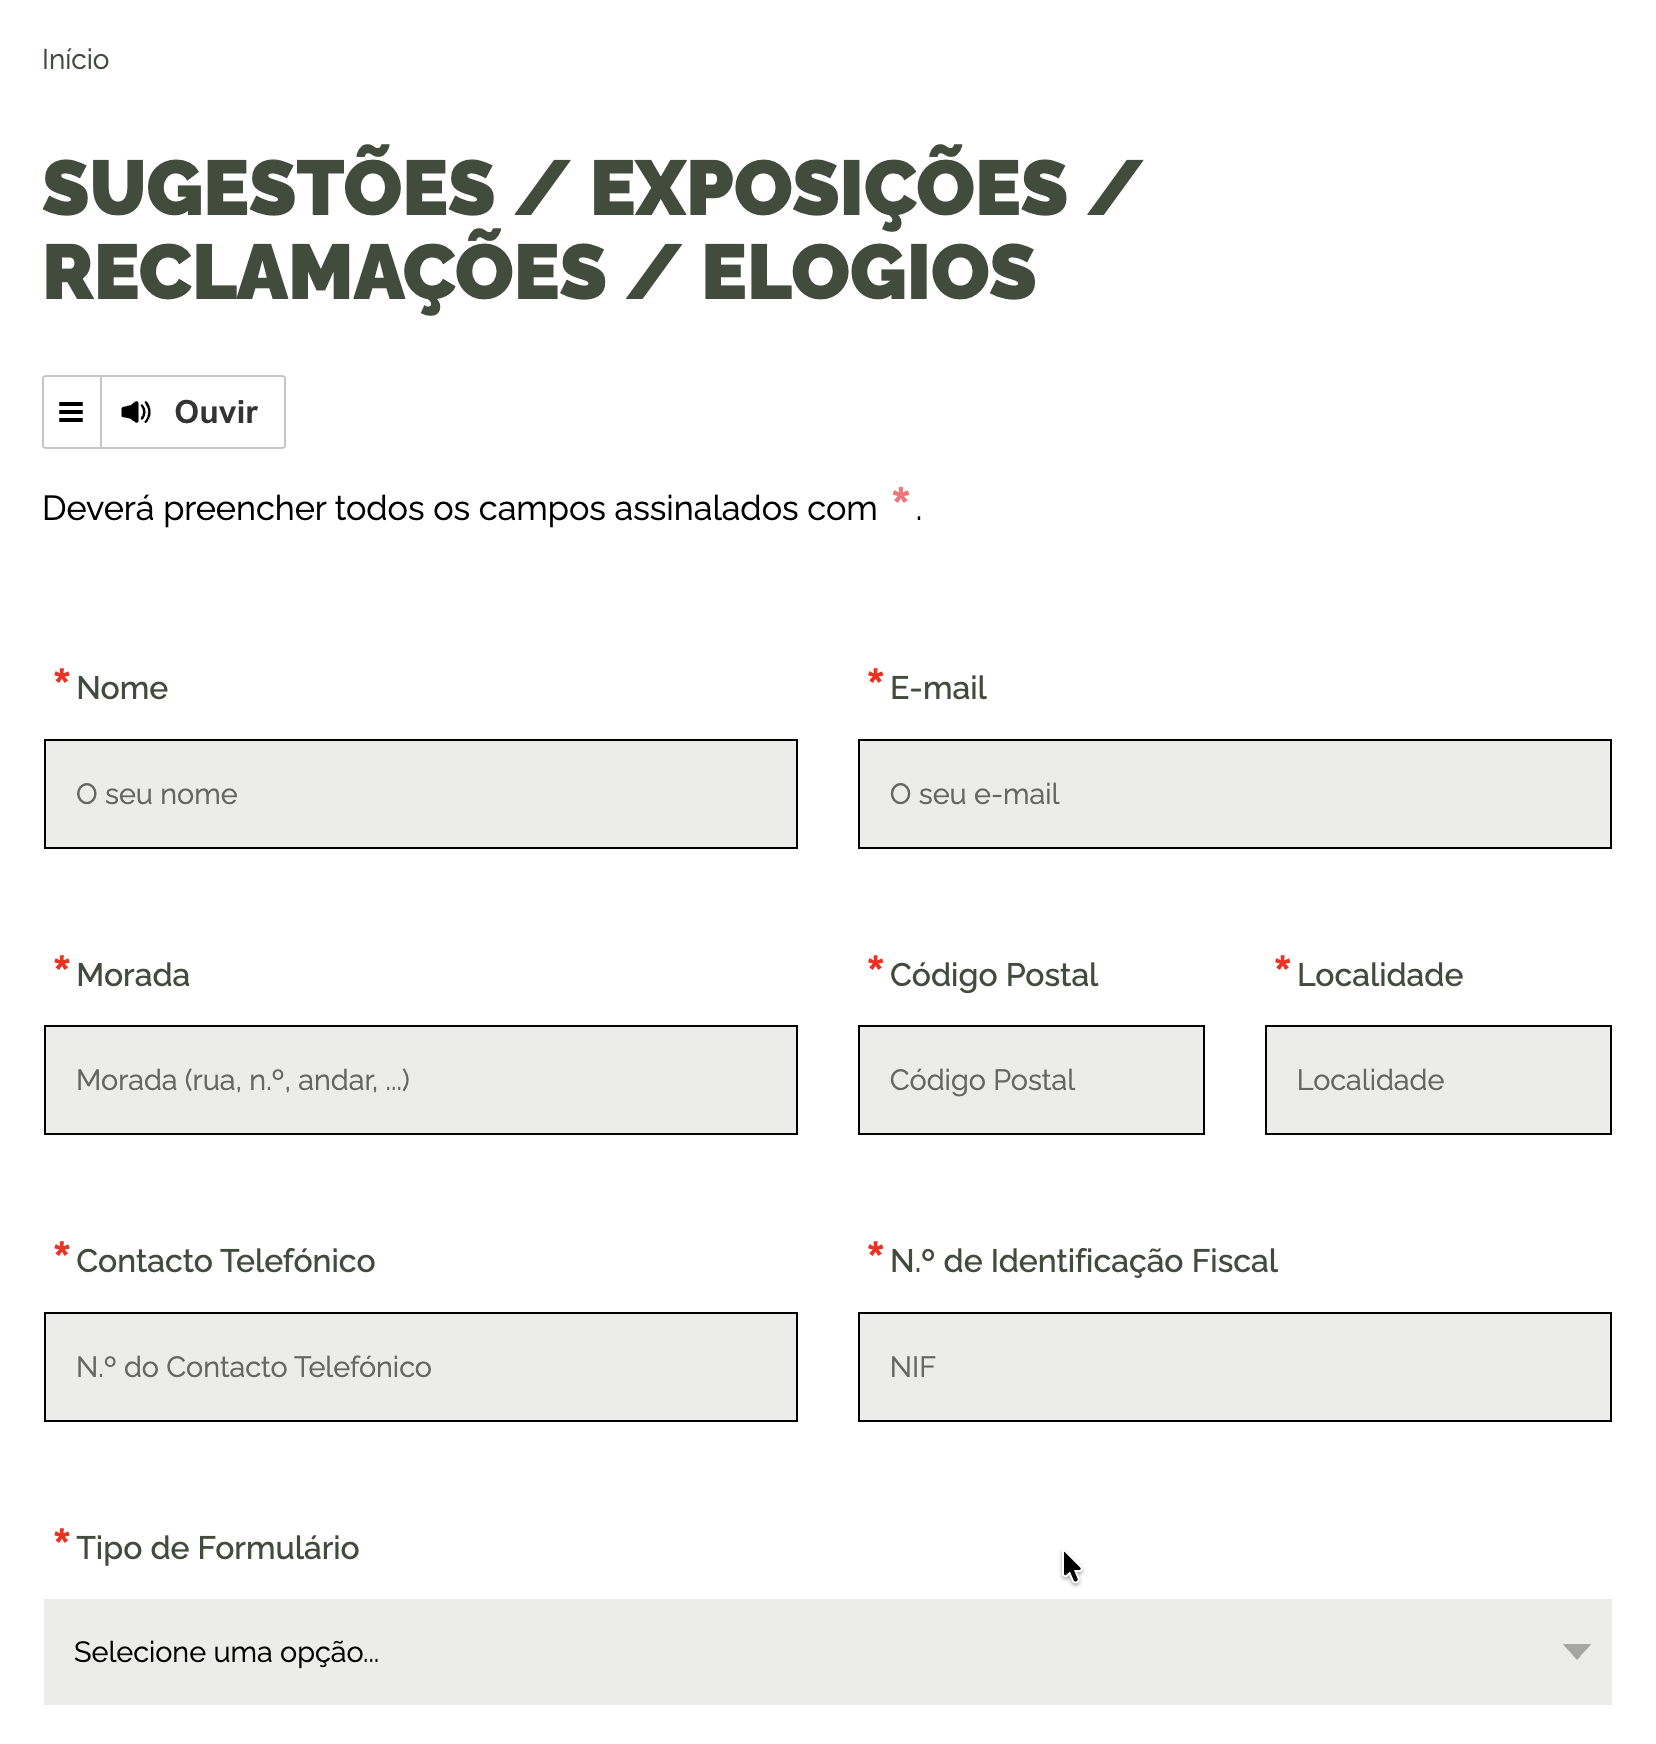 Início
SUGESTÕES / EXPOSIÇÕES /
RECLAMAÇÕES / ELOGIOS
Ouvir
Deverá preencher todos os campos assinalados com * .
* Nome
* E-mail
O seu nome
O seu e-mail
* Morada
* Código Postal
* Localidade
Morada (rua, n.º, andar, ...)
Código Postal
Localidade
* Contacto Telefónico
* N.º de Identificação Fiscal
N.º do Contacto Telefónico
NIF
* Tipo de Formulário
Selecione uma opção...